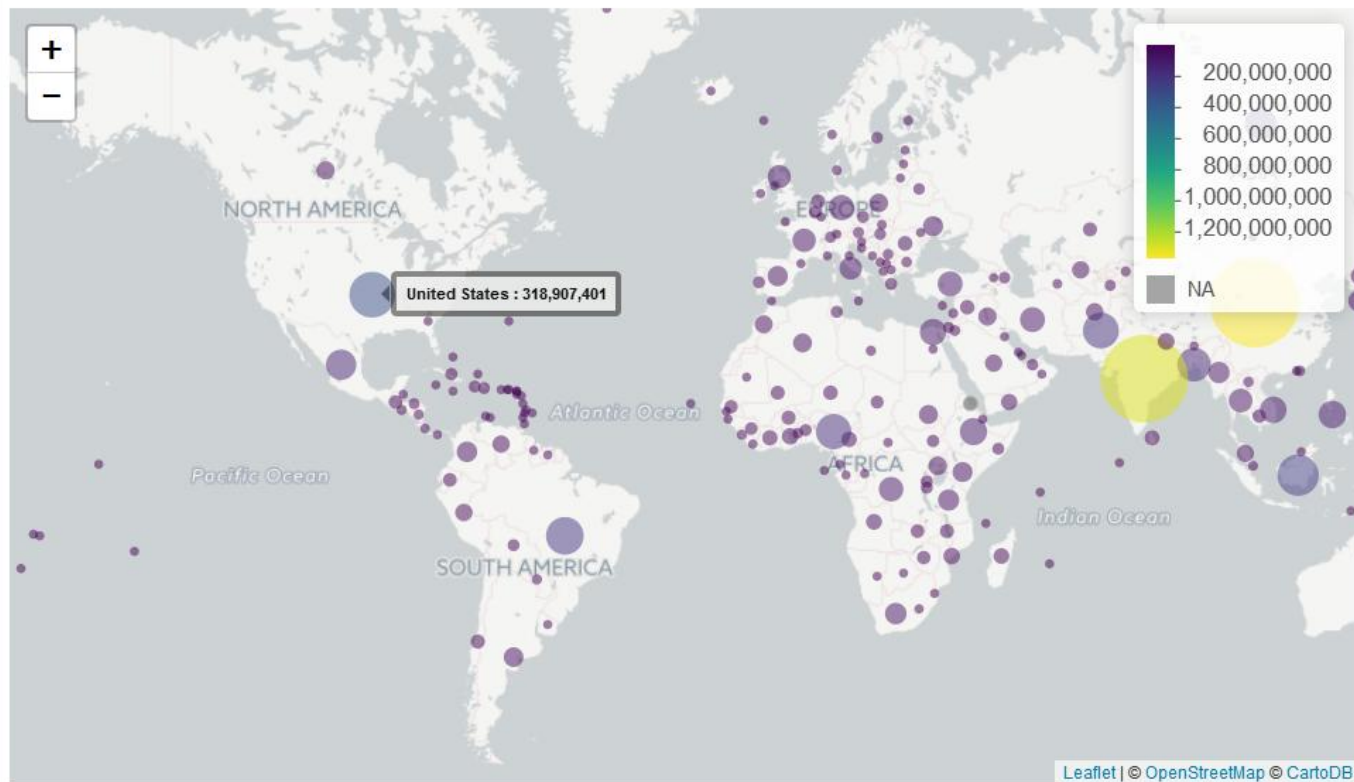 +
−
200,000,000
400,000,000
600,000,000
800,000,000
1,000,000,000
1,200,000,000
NA
NORTH AMERICA
EUROPE
United States : 318,907,401
Atlantic Ocean
AFRICA
Pacific Ocean
Indian Ocean
SOUTH AMERICA
Leaflet | © OpenStreetMap © CartoDB